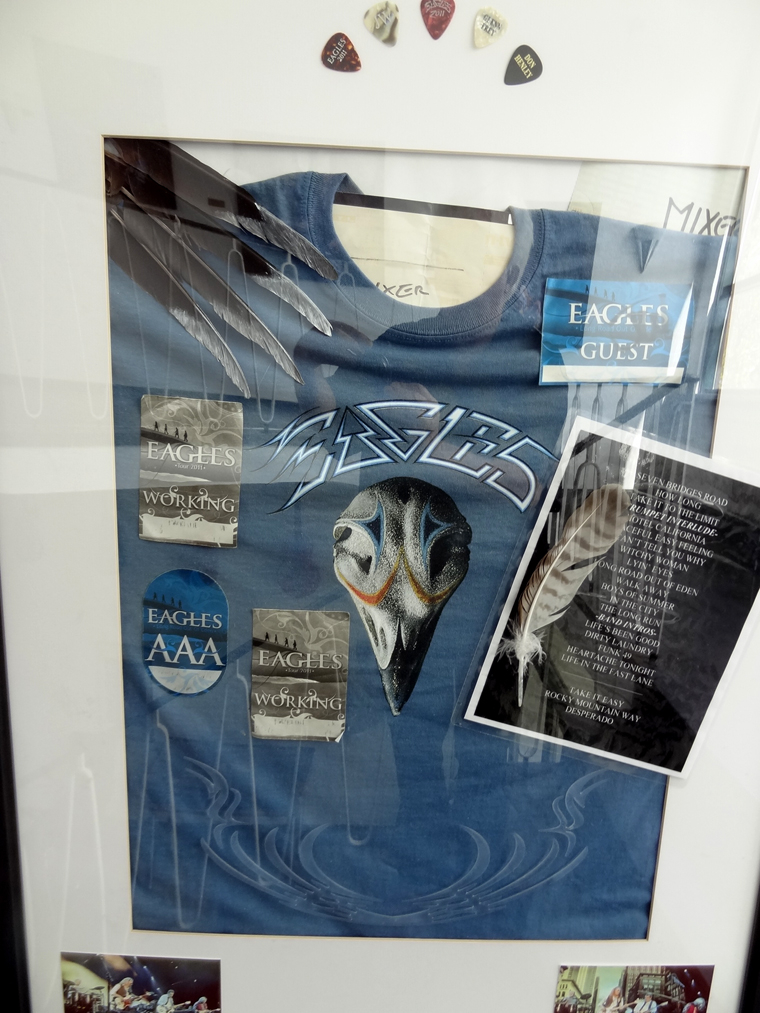 EAGLES
2011
2011
GLENN
FREY
DON
HENLEY
MIXER
EAGLES
GUEST
EAGLES
EAGLES
Tour 2011
WORKING
EAGLES
AAA
EAGLES
Tour 2011
WORKING
SEVEN BRIDGES ROAD
HOW LONG
TAKE IT TO THE LIMIT
-TRUMPET INTERLUDE-
HOTEL CALIFORNIA
PEACEFUL EASY FEELING
CAN'T TELL YOU WHY
WITCHY WOMAN
LYIN' EYES
LONG ROAD OUT OF EDEN
WALK AWAY
BOYS OF SUMMER
IN THE CITY
THE LONG RUN
-BAND INTROS-
LIFE'S BEEN GOOD
DIRTY LAUNDRY
FUNK 49
HEARTACHE TONIGHT
LIFE IN THE FAST LANE
TAKE IT EASY
ROCKY MOUNTAIN WAY
DESPERADO